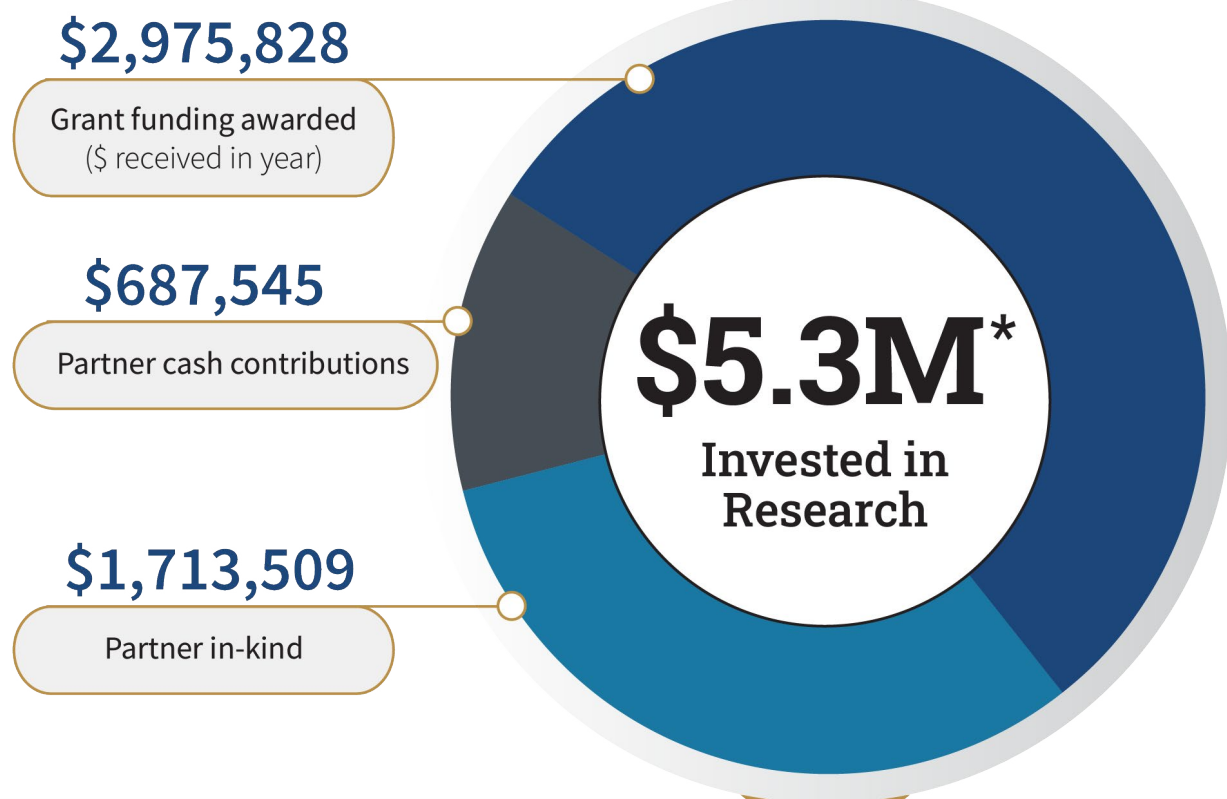 $2,975,828
Grant funding awarded
($ received in year)
$687,545
Partner cash contributions
$1,713,509
Partner in-kind
$5.3M*
Invested in
Research